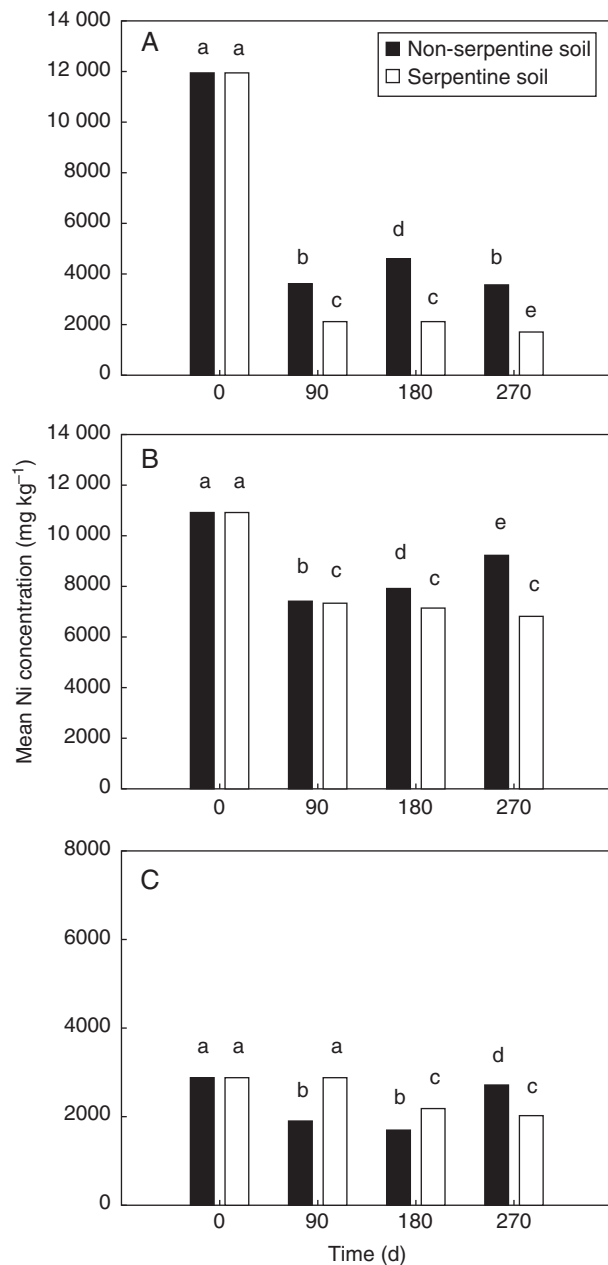 14 000
12 000
10 000
8000
6000
4000
2000
0
A
a a
b c
d c
b e
Non-serpentine soil
Serpentine soil
0 90 180 270
14 000
12 000
10 000
8000
6000
4000
2000
0
B
a a
b c
d c
e c
0 90 180 270
Mean Ni concentration (mg kg⁻¹)
8000
6000
4000
2000
0
C
a a
b a
b c
d c
0 90 180 270
Time (d)